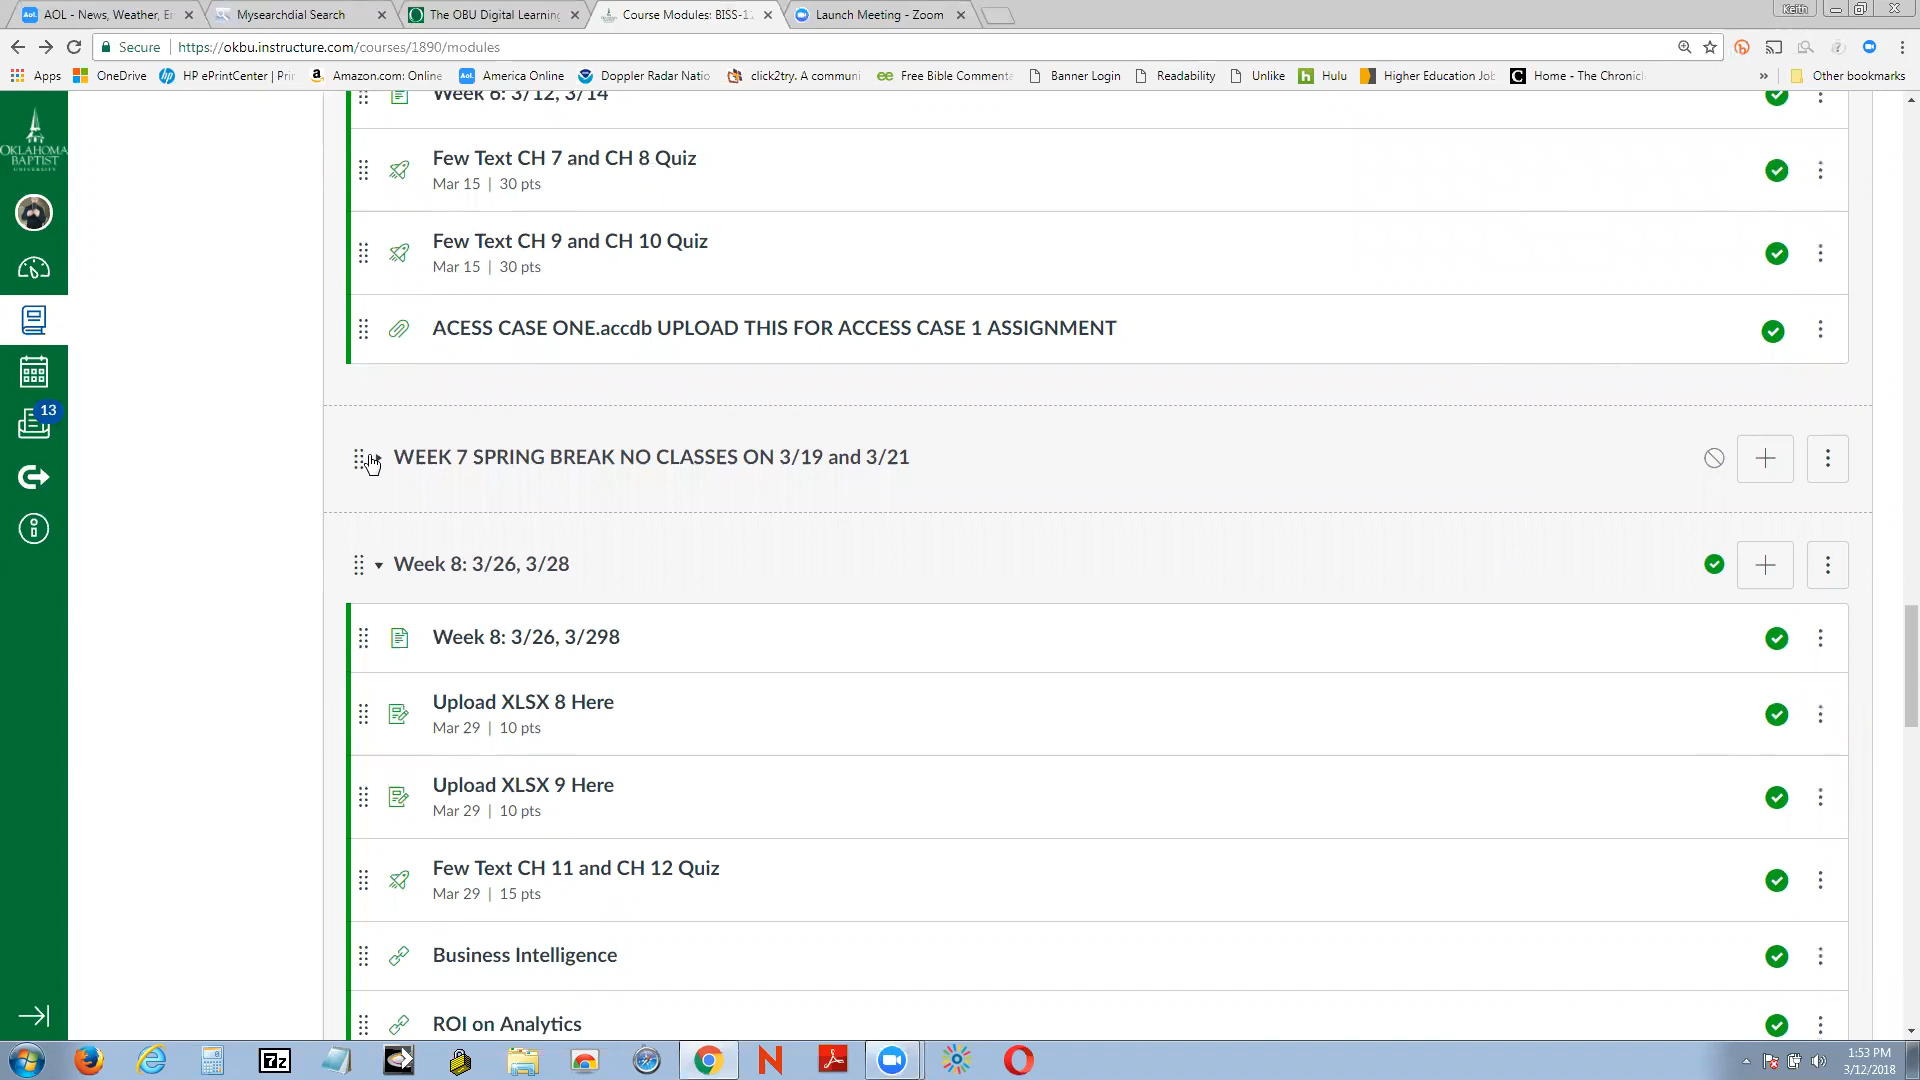 AOL - News, Weather, En
Mysearchdial Search
The OBU Digital Learning
Course Modules: BISS-12
Launch Meeting - Zoom
Keith
Secure
https://okbu.instructure.com/courses/1890/modules
Apps
OneDrive
HP ePrintCenter | Prin
Amazon.com: Online
America Online
Doppler Radar Natio
click2try. A communi
Free Bible Commenta
Banner Login
Readability
Unlike
Hulu
Higher Education Job
Home - The Chronicl
»
Other bookmarks
OKLAHOMA
BAPTIST
UNIVERSITY
13
Week 6: 3/12, 3/14
Few Text CH 7 and CH 8 Quiz
Mar 15 | 30 pts
Few Text CH 9 and CH 10 Quiz
Mar 15 | 30 pts
ACESS CASE ONE.accdb UPLOAD THIS FOR ACCESS CASE 1 ASSIGNMENT
WEEK 7 SPRING BREAK NO CLASSES ON 3/19 and 3/21
Week 8: 3/26, 3/28
Week 8: 3/26, 3/298
Upload XLSX 8 Here
Mar 29 | 10 pts
Upload XLSX 9 Here
Mar 29 | 10 pts
Few Text CH 11 and CH 12 Quiz
Mar 29 | 15 pts
Business Intelligence
ROI on Analytics
7z
1:53 PM
3/12/2018